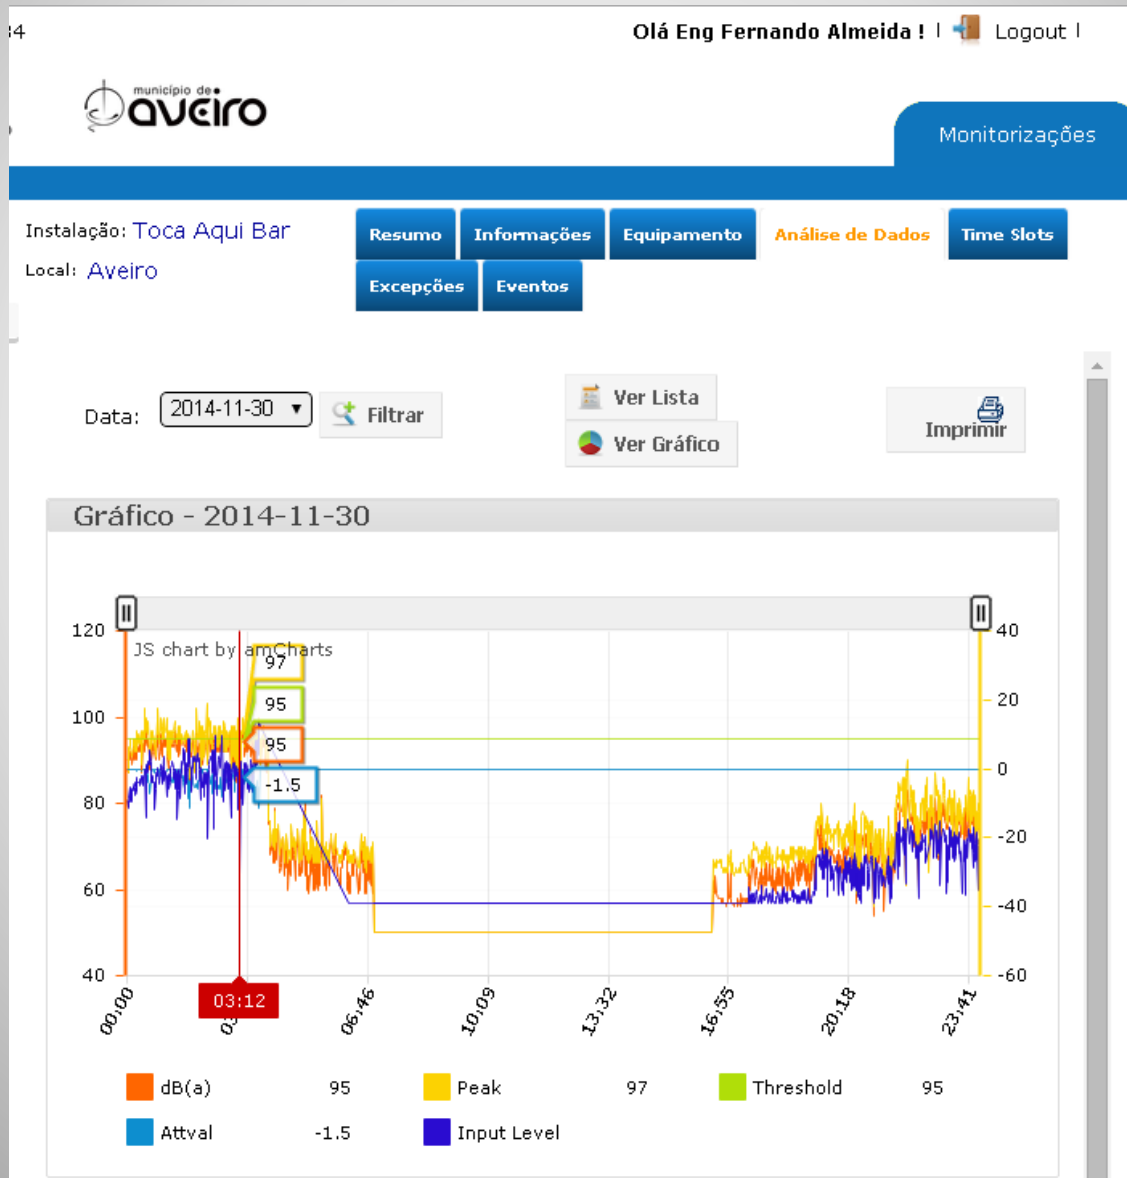 34
Olá Eng Fernando Almeida ! | Logout |
município de
aveiro
Monitorizações
Instalação: Toca Aqui Bar
Local: Aveiro
Resumo Informações Equipamento Análise de Dados Time Slots
Excepções Eventos
Data: 2014-11-30 Filtrar
Ver Lista
Ver Gráfico
Imprimir
Gráfico - 2014-11-30
JS chart by amCharts
120 40
97
100 95 20
95 0
-1.5
80 -20
60 -40
40 -60
00:00 03:12 06:46 10:09 13:32 16:55 20:18 23:41
dB(a) 95 Peak 97 Threshold 95
Attval -1.5 Input Level